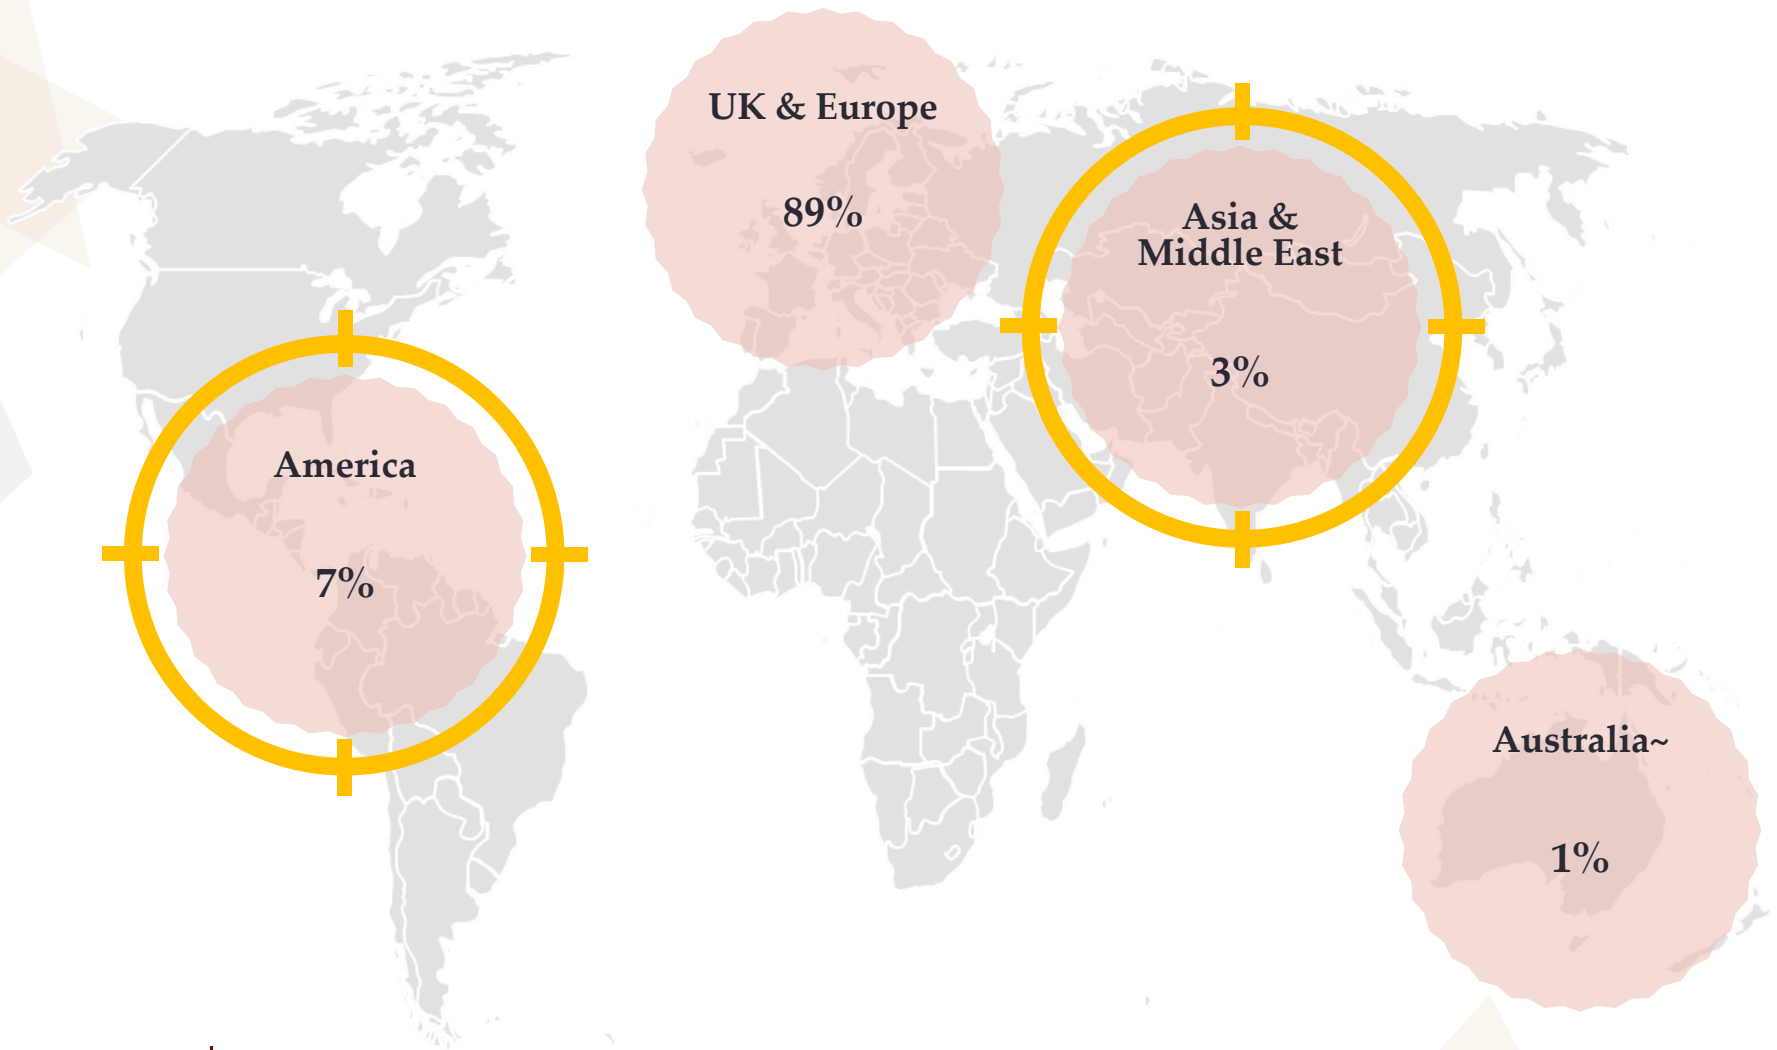 UK & Europe
89%
Asia &
Middle East
3%
America
7%
Australia~
1%